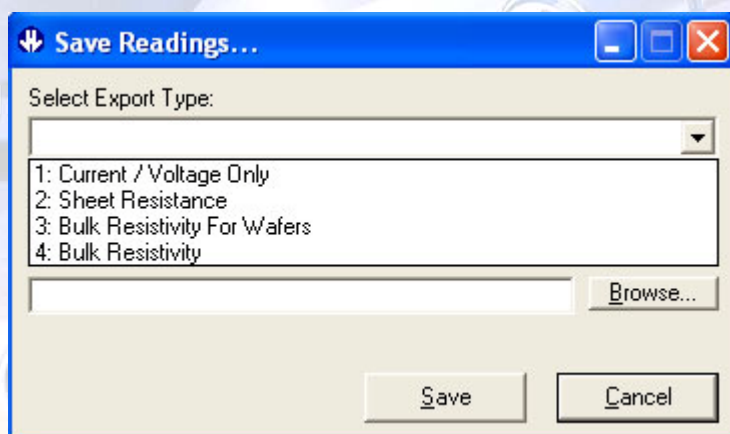 Save Readings...
Select Export Type:
1: Current / Voltage Only
2: Sheet Resistance
3: Bulk Resistivity For Wafers
4: Bulk Resistivity
Browse...
Save Cancel